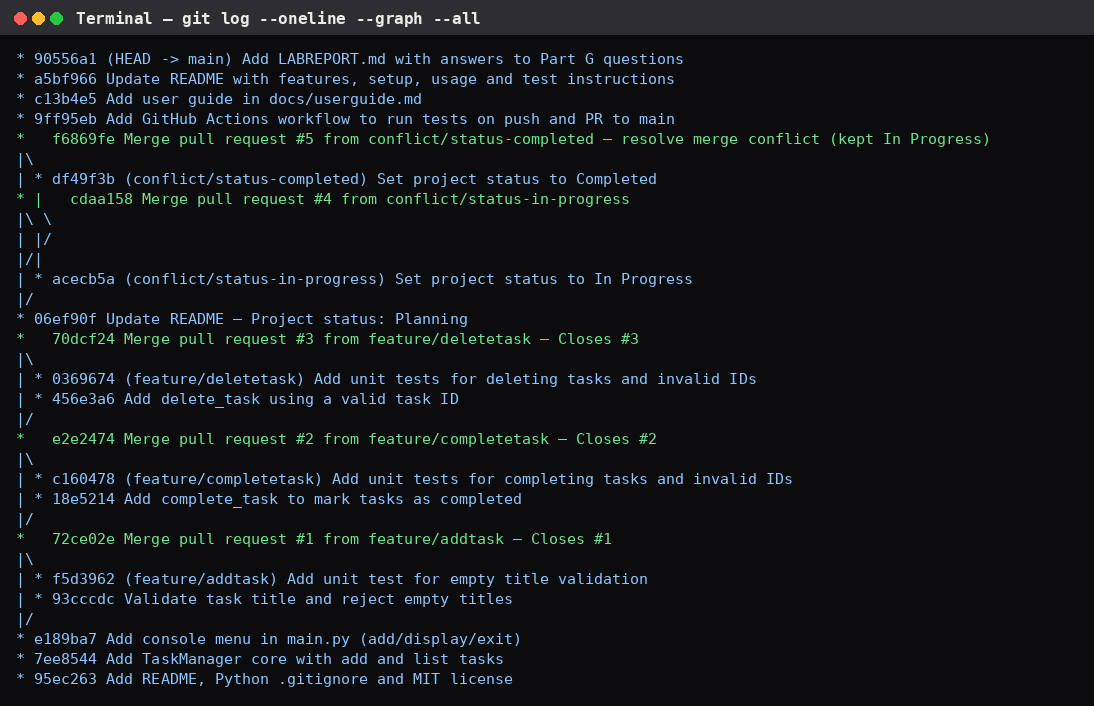 Terminal — git log --oneline --graph --all
* 90556a1 (HEAD -> main) Add LABREPORT.md with answers to Part G questions
* a5bf966 Update README with features, setup, usage and test instructions
* c13b4e5 Add user guide in docs/userguide.md
* 9ff95eb Add GitHub Actions workflow to run tests on push and PR to main
*   f6869fe Merge pull request #5 from conflict/status-completed — resolve merge conflict (kept In Progress)
|\
| * df49f3b (conflict/status-completed) Set project status to Completed
* |   cdaa158 Merge pull request #4 from conflict/status-in-progress
|\ \
| |/
|/|
| * acecb5a (conflict/status-in-progress) Set project status to In Progress
|/
* 06ef90f Update README — Project status: Planning
*   70dcf24 Merge pull request #3 from feature/deletetask — Closes #3
|\
| * 0369674 (feature/deletetask) Add unit tests for deleting tasks and invalid IDs
| * 456e3a6 Add delete_task using a valid task ID
|/
*   e2e2474 Merge pull request #2 from feature/completetask — Closes #2
|\
| * c160478 (feature/completetask) Add unit tests for completing tasks and invalid IDs
| * 18e5214 Add complete_task to mark tasks as completed
|/
*   72ce02e Merge pull request #1 from feature/addtask — Closes #1
|\
| * f5d3962 (feature/addtask) Add unit test for empty title validation
| * 93cccdc Validate task title and reject empty titles
|/
* e189ba7 Add console menu in main.py (add/display/exit)
* 7ee8544 Add TaskManager core with add and list tasks
* 95ec263 Add README, Python .gitignore and MIT license